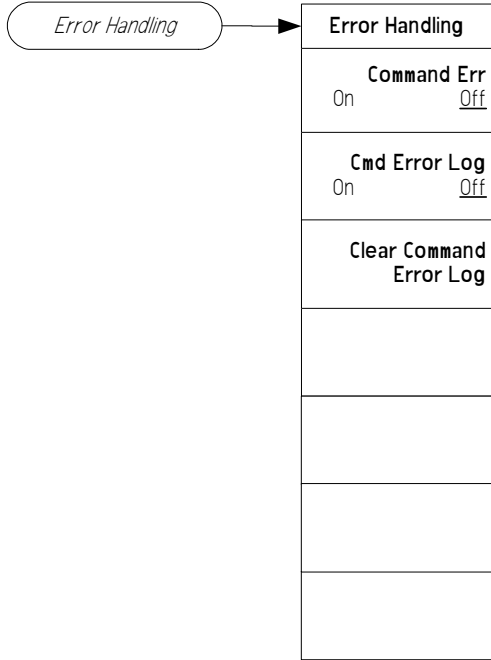 Error Handling
Error Handling
Command Err
On Off
Cmd Error Log
On Off
Clear Command
Error Log